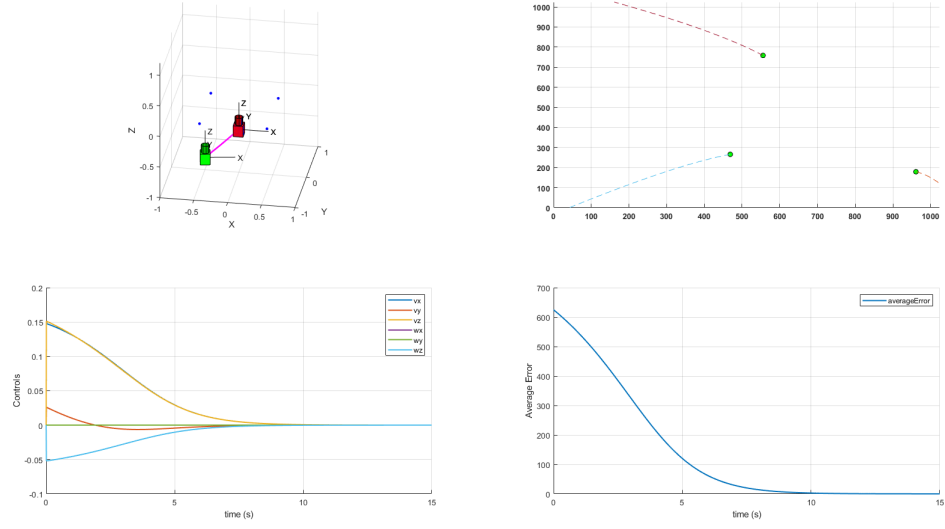 1
0.5
0
-0.5
-1
Z
Z
Y
X
Z
Y
X
-1
-0.5
0
0.5
1
X
-1
0
1
Y
1000
900
800
700
600
500
400
300
200
100
0
0
100
200
300
400
500
600
700
800
900
1000
0.2
0.15
0.1
0.05
0
-0.05
-0.1
Controls
0
5
10
15
time (s)
vx
vy
vz
wx
wy
wz
700
600
500
400
300
200
100
0
Average Error
0
5
10
15
time (s)
averageError